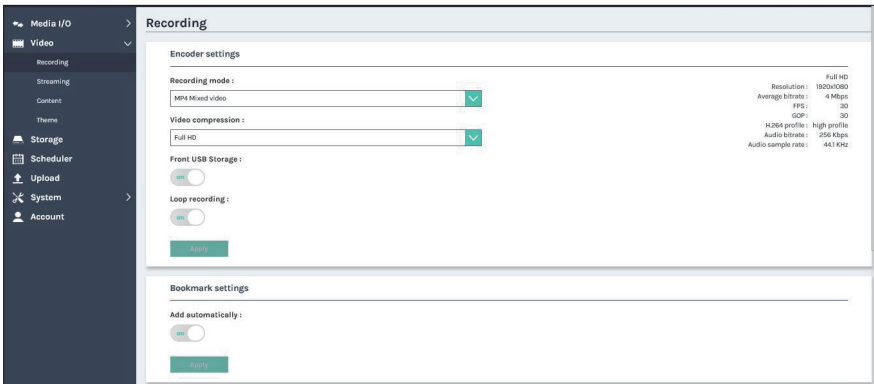 Media I/O
Video
Recording
Streaming
Content
Theme
Storage
Scheduler
Upload
System
Account
Recording
Encoder settings
Recording mode :
MP4 Mixed video
Video compression :
Full HD
Front USB Storage :
on
Loop recording :
on
Apply
Full HD
Resolution : 1920x1080
Average bitrate : 4 Mbps
FPS : 30
GOP : 30
H.264 profile : high profile
Audio bitrate : 256 Kbps
Audio sample rate : 44.1 KHz
Bookmark settings
Add automatically :
on
Apply